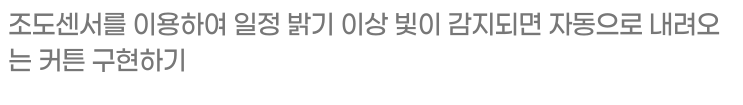 조도센서를 이용하여 일정 밝기 이상 빛이 감지되면 자동으로 내려오
는 커튼 구현하기